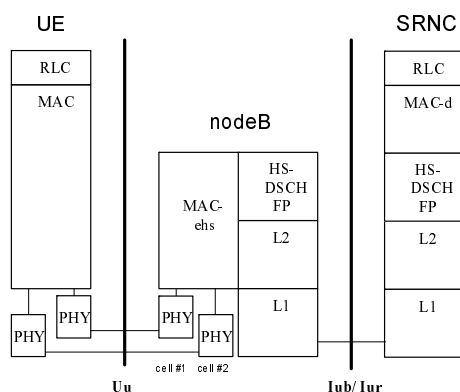 UE
SRNC
RLC
MAC
nodeB
RLC
MAC-d
MAC-
ehs
HS-
DSCH
FP
HS-
DSCH
FP
L2
L2
L1
L1
PHY
PHY
PHY
PHY
cell #1
cell #2
Uu
Iub/ Iur